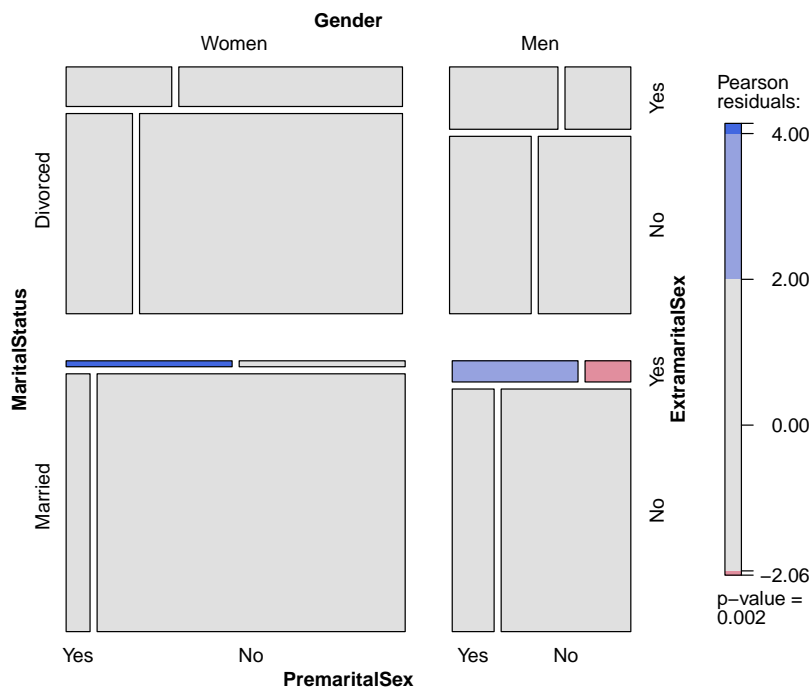 Gender
Women Men
Pearson
residuals:
4.00
2.00
0.00
−2.06
p−value =
0.002
MaritalStatus
Divorced
Married
Yes
No
Yes
No
ExtramaritalSex
Yes No Yes No
PremaritalSex